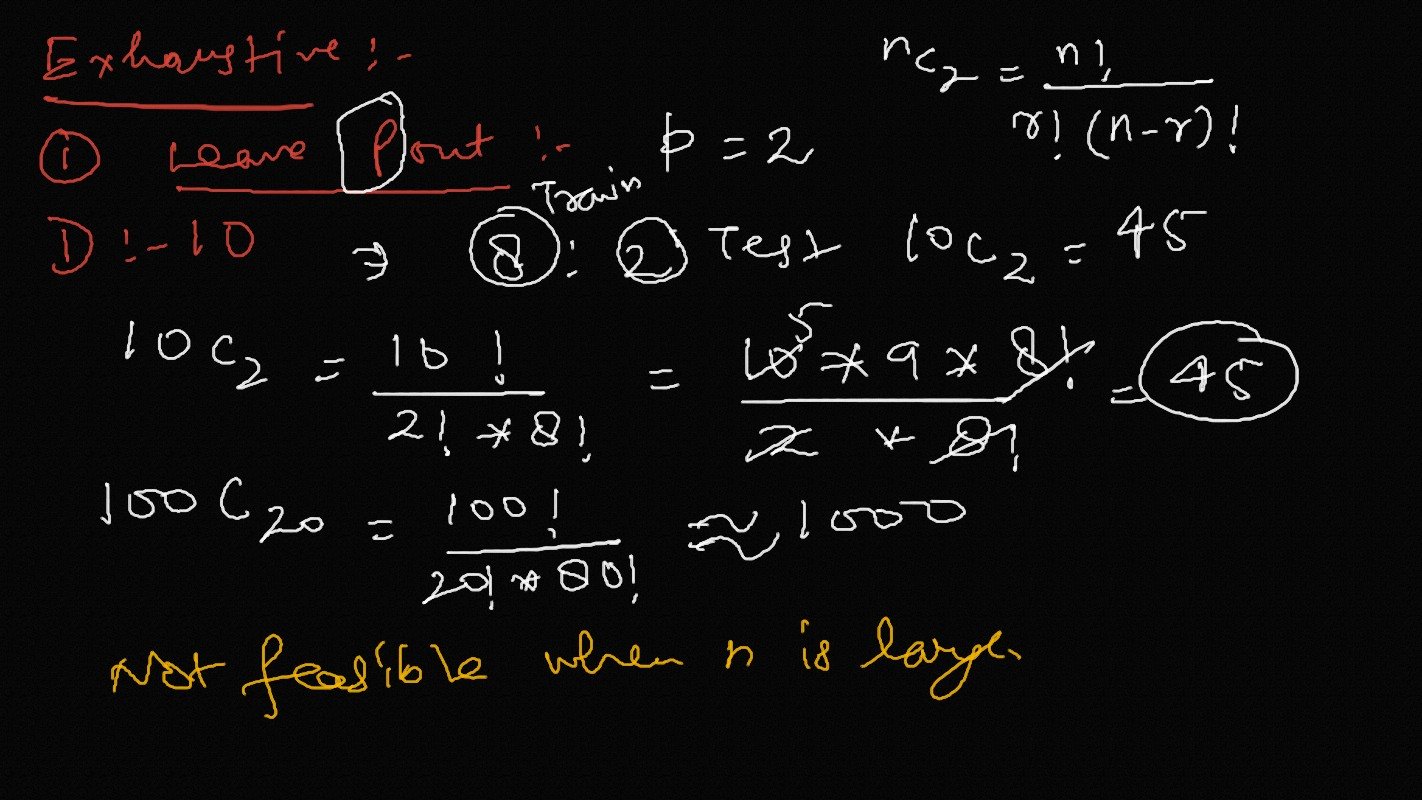 Exhaustive :-
nC2 = n! / r! (n-r)!
① Leave Pout :- P = 2
Train
D :- 10 ⇒ 8 : 2 Test 10C2 = 45
10C2 = 10! / 2! * 8! = 10 5 * 9 * 8! / 2 * 8! = 45
100C20 = 100! / 20! * 80! ≈ 1000
Not feasible when n is large.